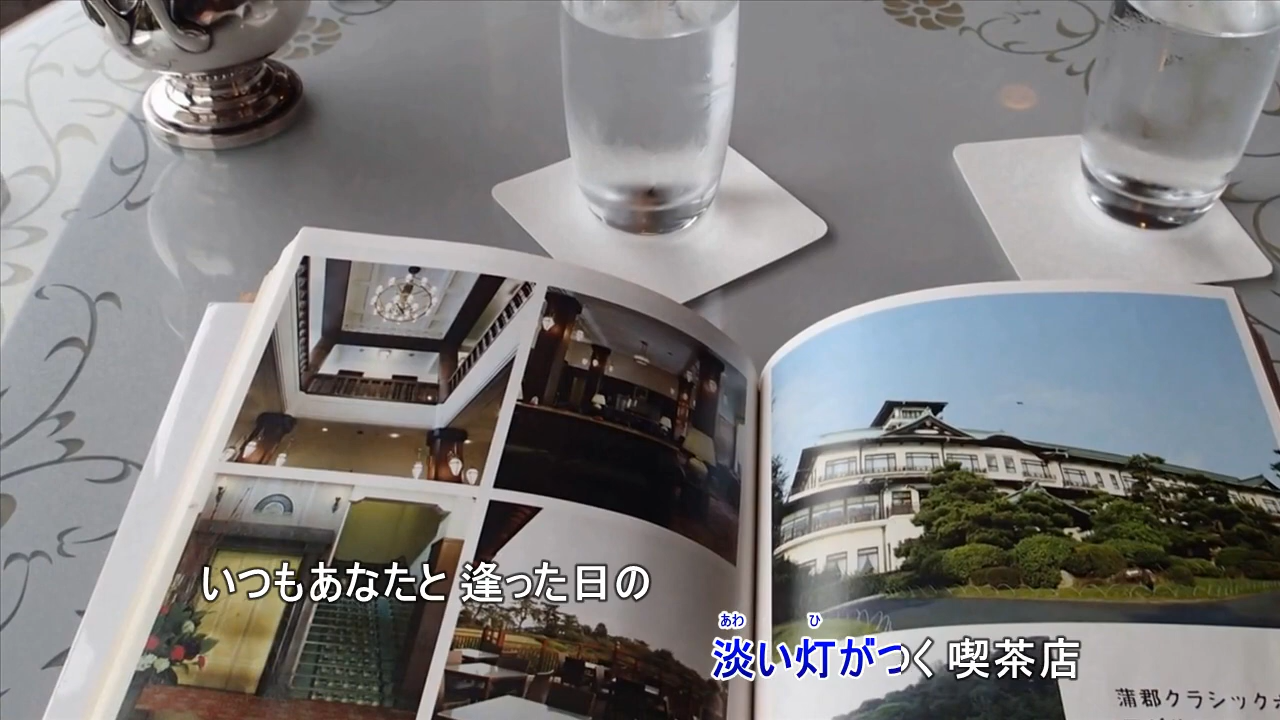 いつもあなたと 逢った日の
あわ ひ
淡い灯がつく 喫茶店
蒲郡クラシック